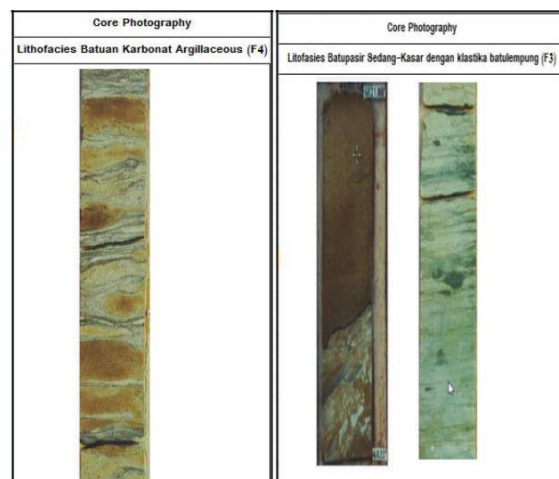 Core Photography
Lithofacies Batuan Karbonat Argillaceous (F4)
Core Photography
Litofasies Batupasir Sedang-Kasar dengan klastika batulempung (F3)